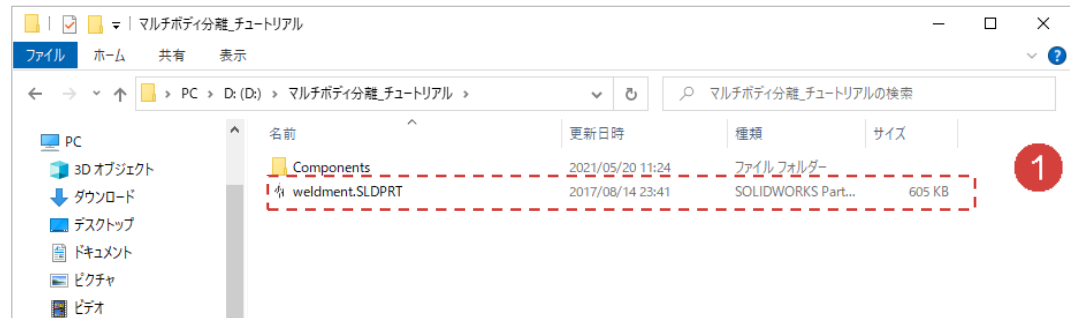 マルチボディ分離_チュートリアル
ファイル ホーム 共有 表示
PC › D: (D:) › マルチボディ分離_チュートリアル › マルチボディ分離_チュートリアルの検索
名前 更新日時 種類 サイズ
PC
3D オブジェクト
ダウンロード
デスクトップ
ドキュメント
ピクチャ
ビデオ
Components 2021/05/20 11:24 ファイル フォルダー
weldment.SLDPRT 2017/08/14 23:41 SOLIDWORKS Part... 605 KB
1